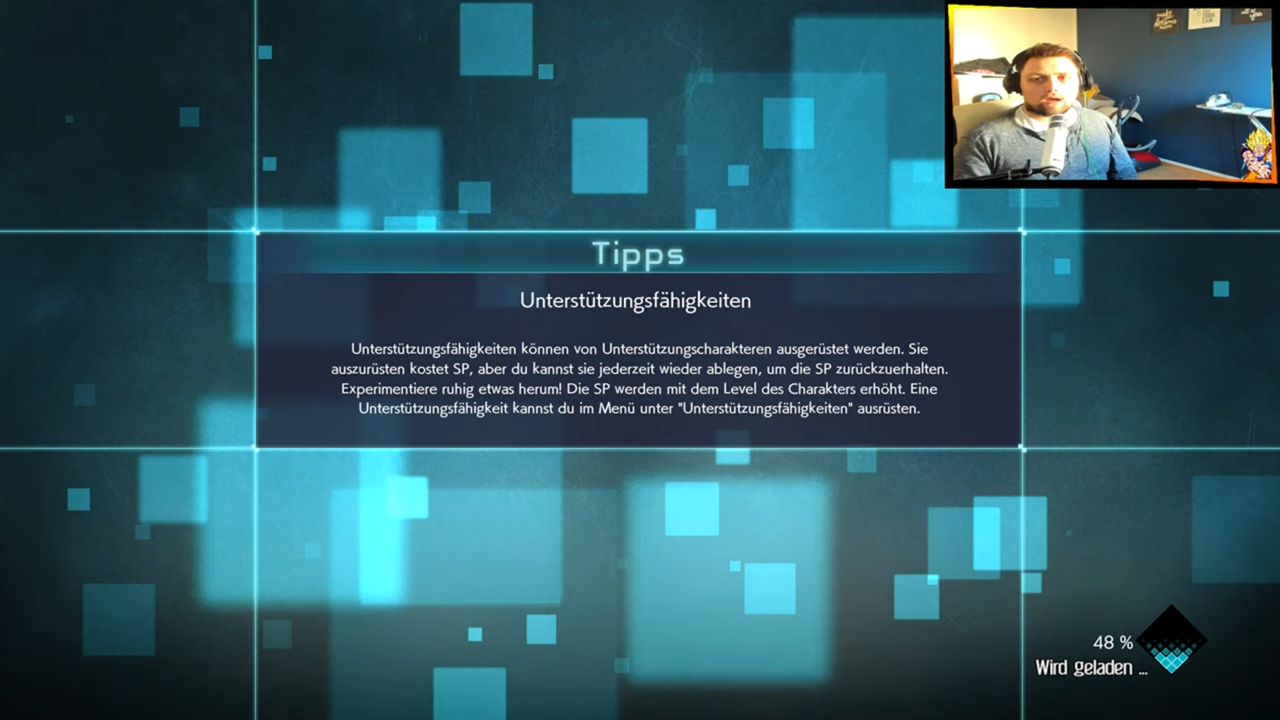 Tipps
Unterstützungsfähigkeiten
Unterstützungsfähigkeiten können von Unterstützungscharakteren ausgerüstet werden. Sie
auszurüsten kostet SP, aber du kannst sie jederzeit wieder ablegen, um die SP zurückzuerhalten.
Experimentiere ruhig etwas herum! Die SP werden mit dem Level des Charakters erhöht. Eine
Unterstützungsfähigkeit kannst du im Menü unter "Unterstützungsfähigkeiten" ausrüsten.
48 %
Wird geladen ...